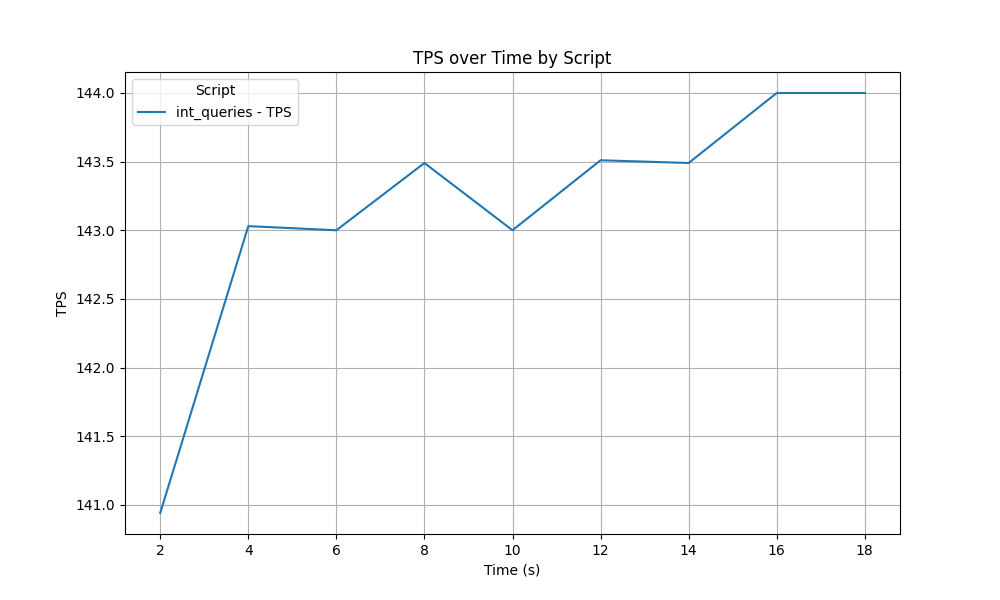 TPS over Time by Script
Script
int_queries - TPS
TPS
144.0
143.5
143.0
142.5
142.0
141.5
141.0
2 4 6 8 10 12 14 16 18
Time (s)